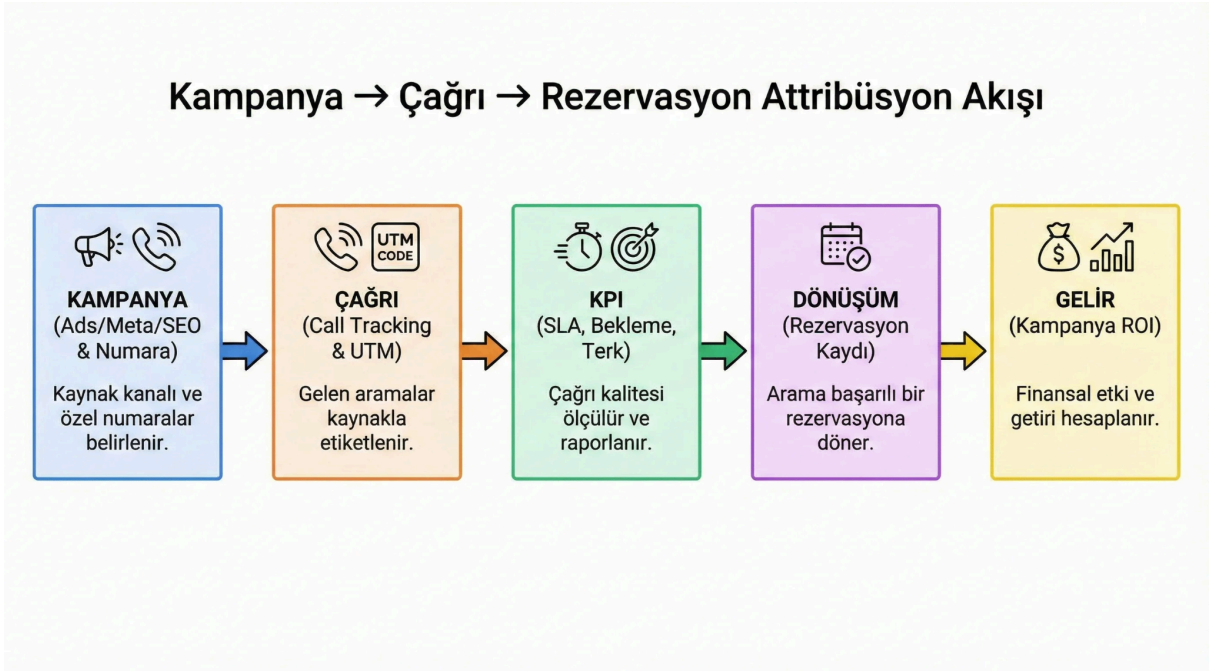 Kampanya → Çağrı → Rezervasyon Attribüsyon Akışı
KAMPANYA
(Ads/Meta/SEO
& Numara)
Kaynak kanalı ve
özel numaralar
belirlenir.
UTM
CODE
ÇAĞRI
(Call Tracking
& UTM)
Gelen aramalar
kaynakla
etiketlenir.
KPI
(SLA, Bekleme,
Terk)
Çağrı kalitesi
ölçülür ve
raporlanır.
DÖNÜŞÜM
(Rezervasyon
Kaydı)
Arama başarılı bir
rezervasyona
döner.
$
GELİR
(Kampanya ROI)
Finansal etki ve
getiri hesaplanır.